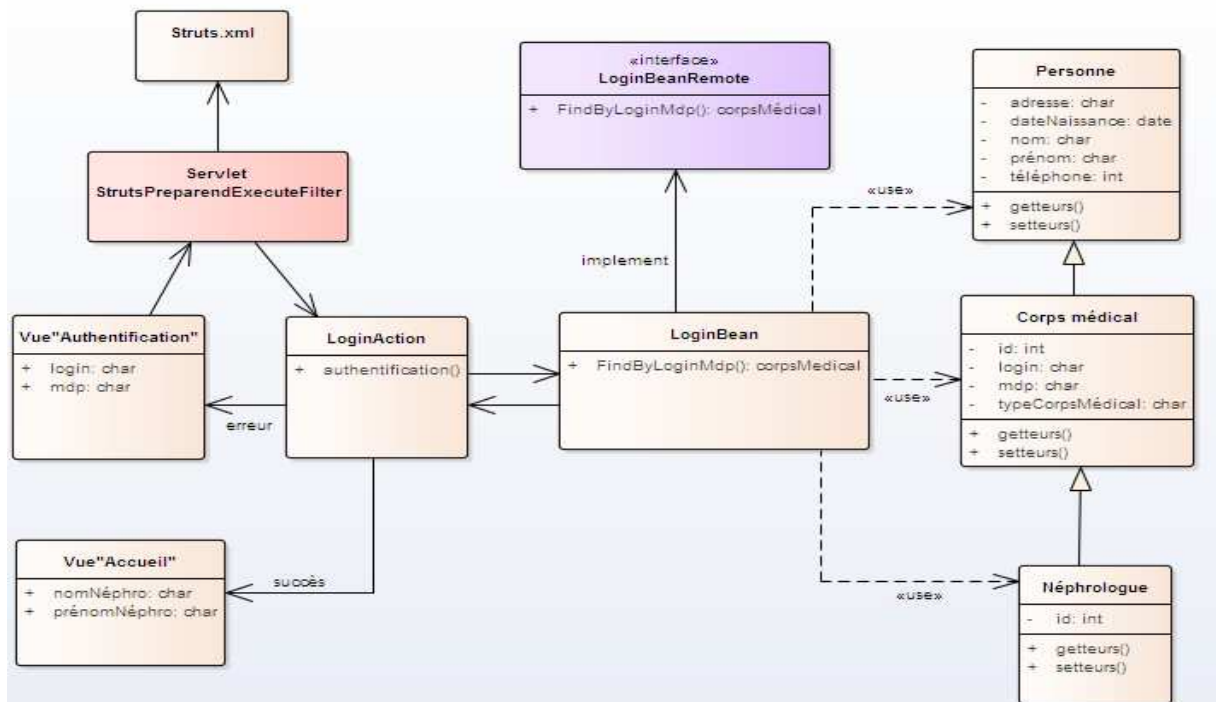 Struts.xml
«interface»
LoginBeanRemote
+ FindByLoginMdp(): corpsMédical
Personne
- adresse: char
- dateNaissance: date
- nom: char
- prénom: char
- téléphone: int
+ getteurs()
+ setteurs()
Servlet
StrutsPreparendExecuteFilter
«use»
implement
Vue"Authentification"
+ login: char
+ mdp: char
LoginAction
+ authentification()
LoginBean
+ FindByLoginMdp(): corpsMedical
Corps médical
- id: int
- login: char
- mdp: char
- typeCorpsMédical: char
+ getteurs()
+ setteurs()
«use»
erreur
Vue"Accueil"
+ nomNéphro: char
+ prénomNéphro: char
succès
«use»
Néphrologue
- id: int
+ getteurs()
+ setteurs()